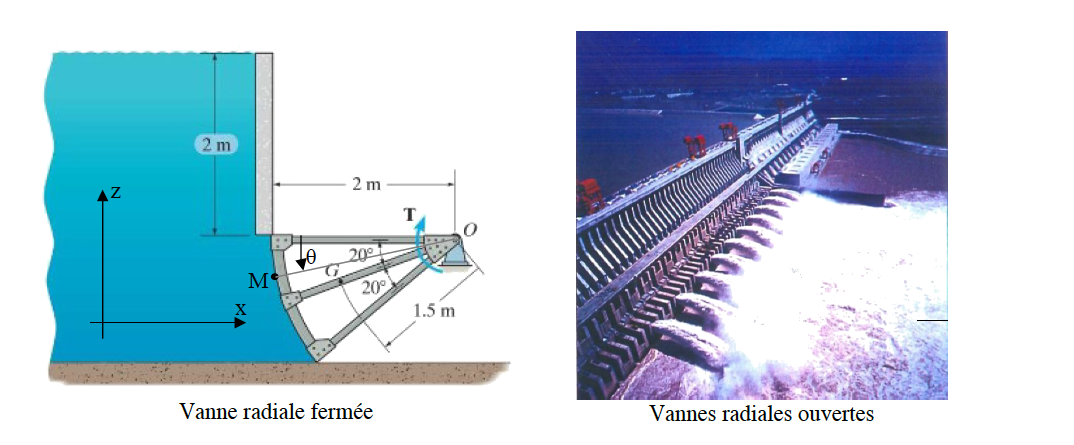 2 m
Z
2 m
T
O
θ
20°
M
G
20°
X
1.5 m
Vanne radiale fermée
Vannes radiales ouvertes